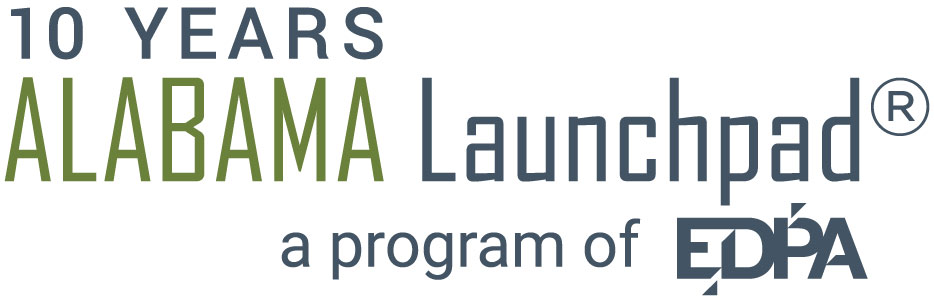 10 YEARS
ALABAMA Launchpad®
a program of EDPA